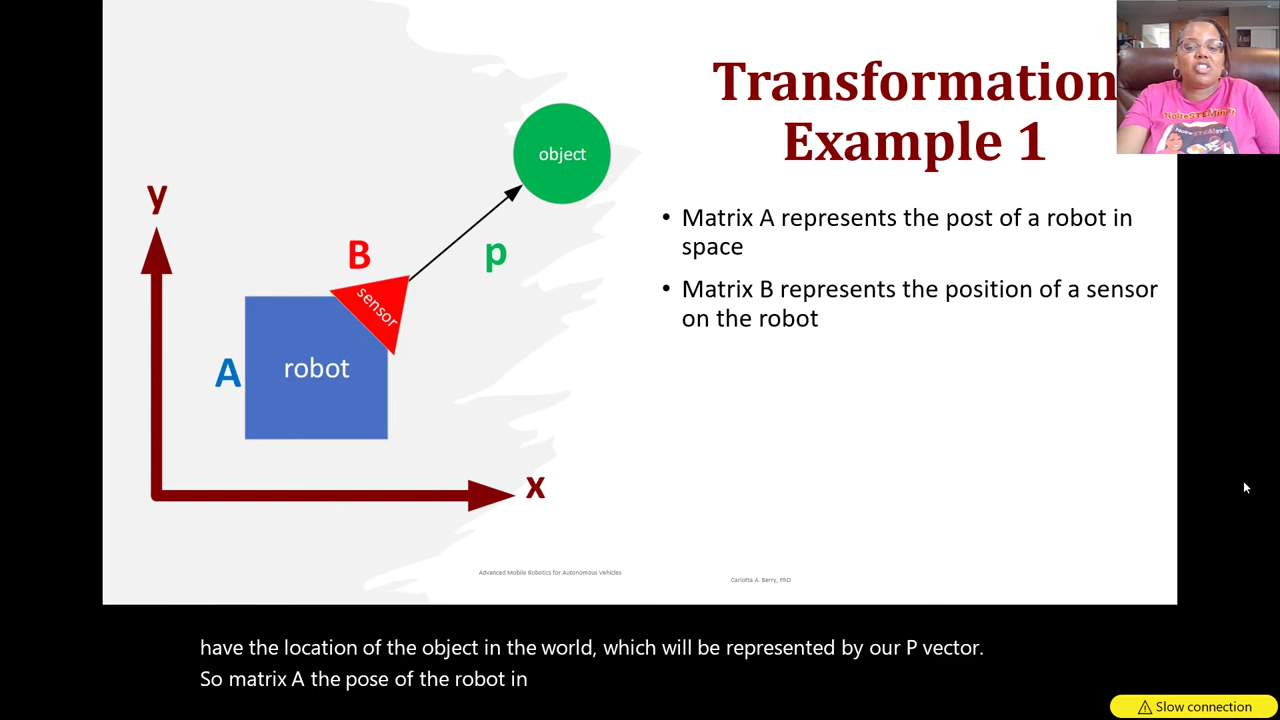 Transformation
Example 1
• Matrix A represents the post of a robot in
space
• Matrix B represents the position of a sensor
on the robot
y
object
B
p
sensor
A
robot
x
Advanced Mobile Robotics for Autonomous Vehicles
Carlotta A. Berry, PhD
have the location of the object in the world, which will be represented by our P vector.
So matrix A the pose of the robot in
Slow connection